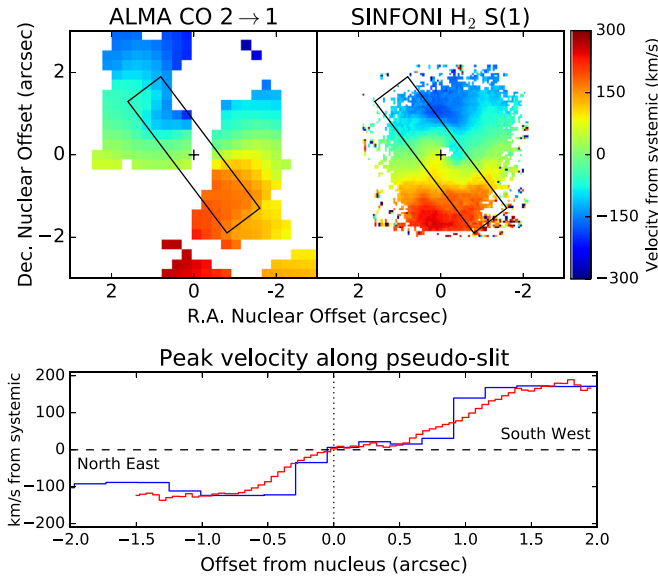 ALMA CO 2→1
SINFONI H₂ S(1)
Dec. Nuclear Offset (arcsec)
2
0
−2
2
0
-2
2
0
-2
R.A. Nuclear Offset (arcsec)
300
150
0
−150
−300
Velocity from systemic (km/s)
Peak velocity along pseudo-slit
km/s from systemic
200
100
0
−100
−200
North East
South West
−2.0
−1.5
−1.0
−0.5
0.0
0.5
1.0
1.5
2.0
Offset from nucleus (arcsec)